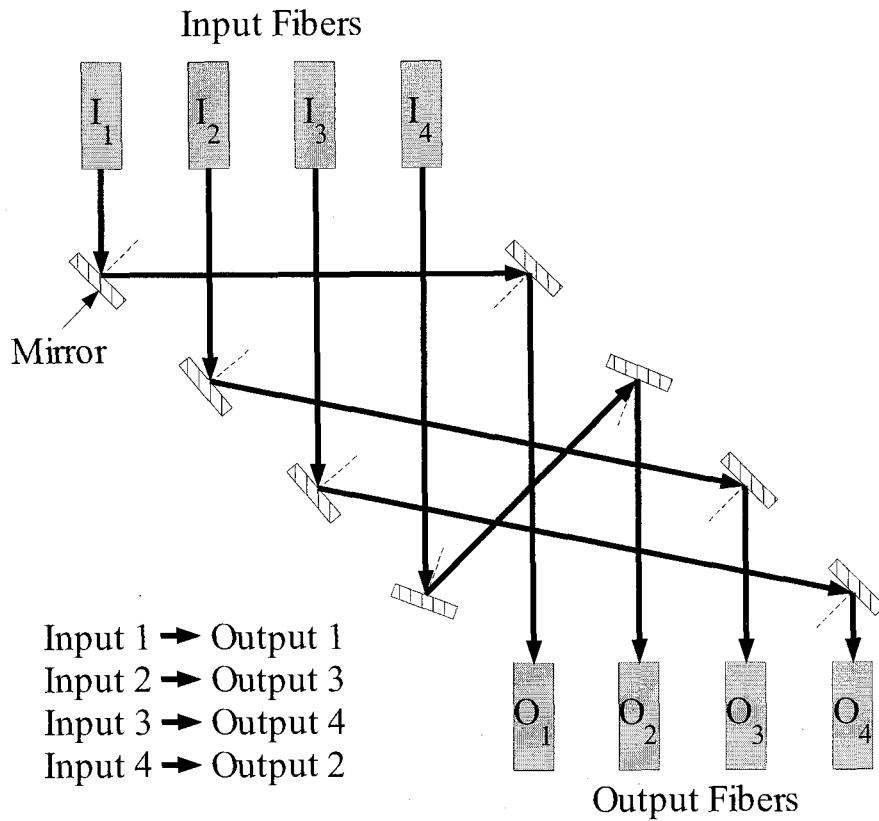 Input Fibers
I1 I2 I3 I4
Mirror
Input 1 → Output 1
Input 2 → Output 3
Input 3 → Output 4
Input 4 → Output 2
O1 O2 O3 O4
Output Fibers